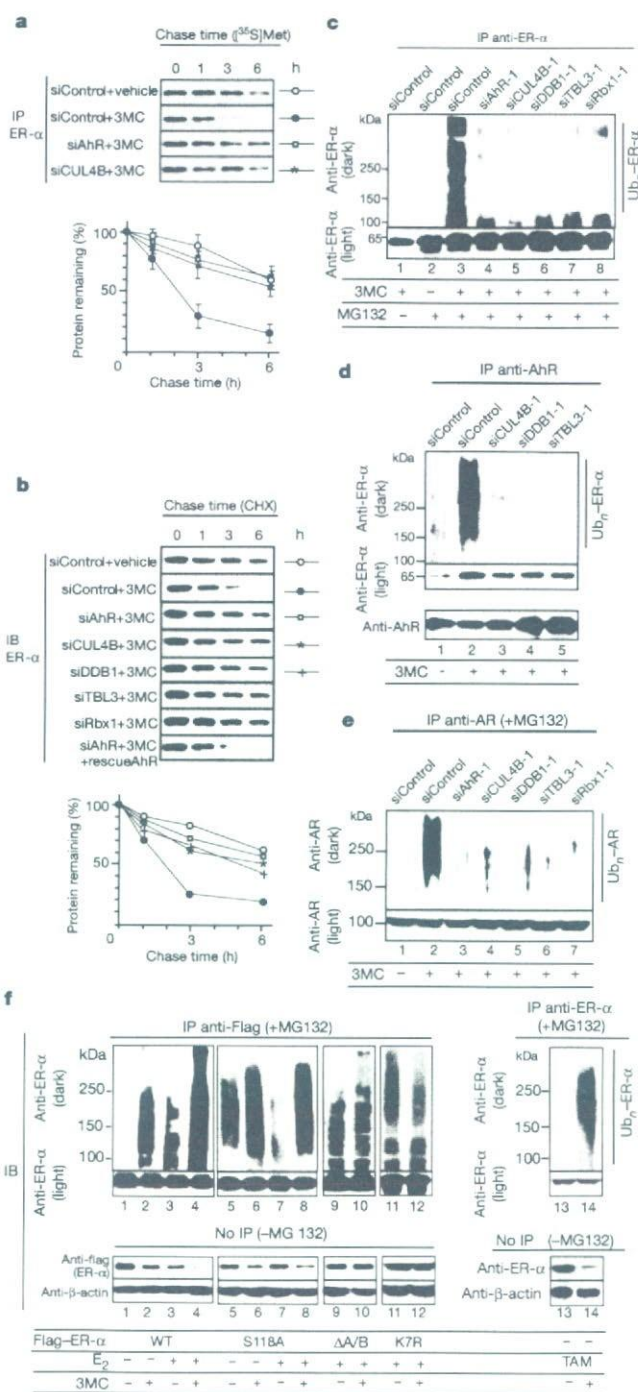 a
Chase time ([³⁵S]Met)
0 1 3 6 h
IP
ER-α
siControl+vehicle
siControl+3MC
siAhR+3MC
siCUL4B+3MC
Protein remaining (%)
100
50
0 1 3 6
Chase time (h)
b
Chase time (CHX)
0 1 3 6 h
IB
ER-α
siControl+vehicle
siControl+3MC
siAhR+3MC
siCUL4B+3MC
siDDB1+3MC
siTBL3+3MC
siRbx1+3MC
siAhR+3MC
+rescueAhR
Protein remaining (%)
100
50
0 1 3 6
Chase time (h)
c
IP anti-ER-α
siControl siControl siControl siAhR-1 siCUL4B-1 siDDB1-1 siTBL3-1 siRbx1-1
kDa
250
150
100
65
Anti-ER-α
(dark)
Anti-ER-α
(light)
Ubₙ–ER-α
1 2 3 4 5 6 7 8
3MC + − + + + + + +
MG132 − + + + + + + +
d
IP anti-AhR
siControl siControl siCUL4B-1 siDDB1-1 siTBL3-1
kDa
250
150
100
65
Anti-ER-α
(dark)
Anti-ER-α
(light)
Ubₙ–ER-α
Anti-AhR
1 2 3 4 5
3MC − + + + +
e
IP anti-AR (+MG132)
siControl siControl siAhR-1 siCUL4B-1 siDDB1-1 siTBL3-1 siRbx1-1
kDa
250
150
100
Anti-AR
(dark)
Anti-AR
(light)
Ubₙ–AR
1 2 3 4 5 6 7
3MC − + + + + + +
f
IP anti-Flag (+MG132)
IP anti-ER-α
(+MG132)
IB
kDa
250
150
100
Anti-ER-α
(dark)
Anti-ER-α
(light)
1 2 3 4 5 6 7 8 9 10 11 12
kDa
250
150
100
Anti-ER-α
(dark)
Anti-ER-α
(light)
Ubₙ–ER-α
13 14
No IP (−MG 132)
Anti-flag
(ER-α)
Anti-β-actin
1 2 3 4 5 6 7 8 9 10 11 12
No IP (−MG132)
Anti-ER-α
Anti-β-actin
13 14
Flag–ER-α WT S118A ΔA/B K7R − −
E₂ − − + + − − + + + + + + TAM
3MC − + − + − + − + − + − + − +